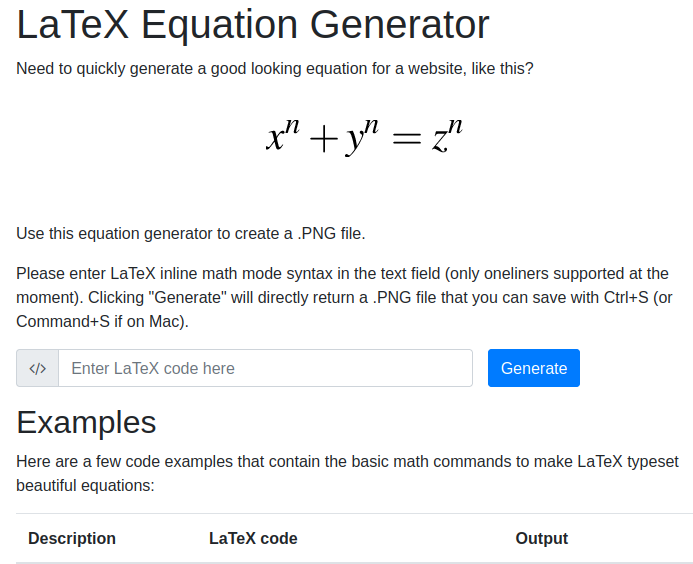 LaTeX Equation Generator
Need to quickly generate a good looking equation for a website, like this?
xⁿ + yⁿ = zⁿ
Use this equation generator to create a .PNG file.
Please enter LaTeX inline math mode syntax in the text field (only oneliners supported at the
moment). Clicking "Generate" will directly return a .PNG file that you can save with Ctrl+S (or
Command+S if on Mac).
</> Enter LaTeX code here Generate
Examples
Here are a few code examples that contain the basic math commands to make LaTeX typeset
beautiful equations:
Description LaTeX code Output